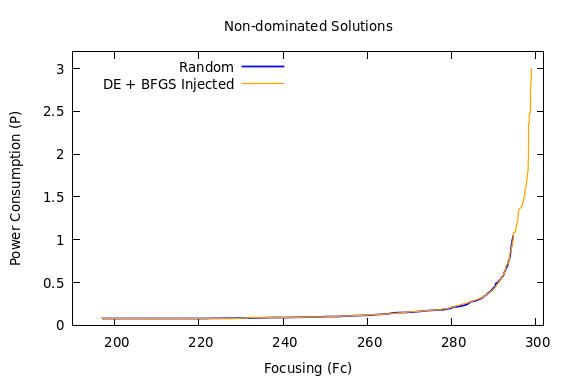 Non-dominated Solutions
Random
DE + BFGS Injected
3
2.5
2
1.5
1
0.5
0
Power Consumption (P)
200
220
240
260
280
300
Focusing (Fc)